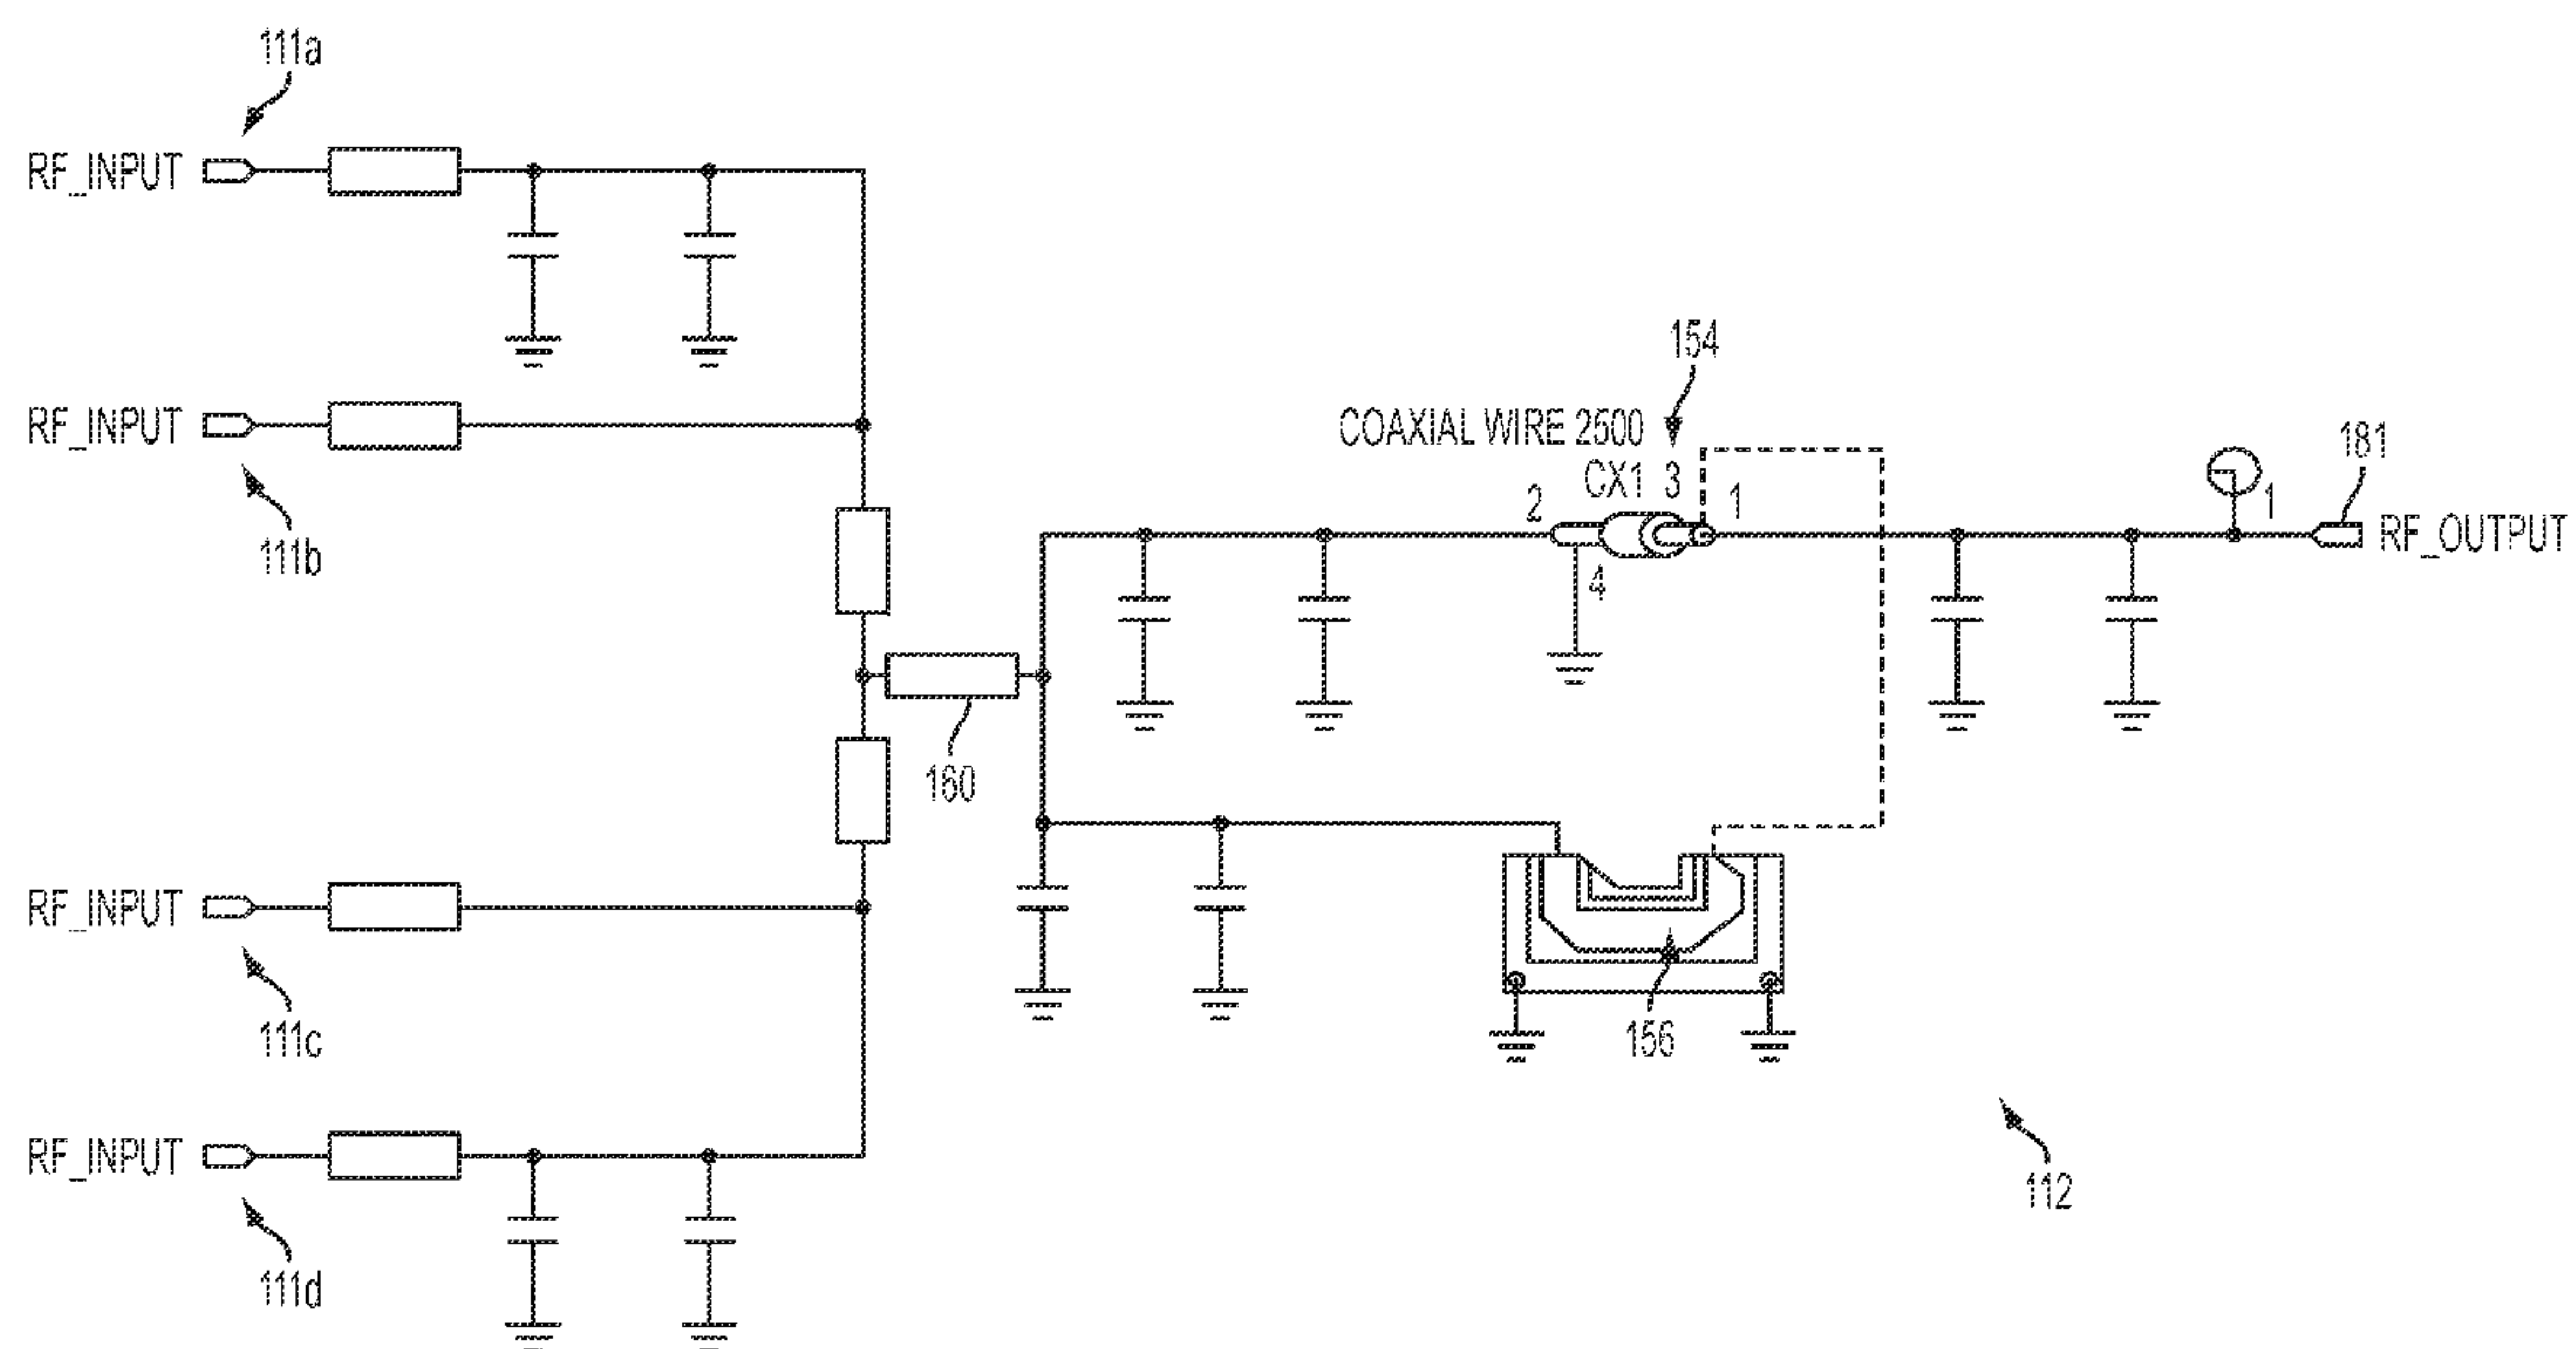 111a
RF_INPUT
154
COAXIAL WIRE 2500
RF_INPUT
181
CX1 3
2
1
1
RF_OUTPUT
111b
4
160
RF_INPUT
111c
156
RF_INPUT
112
111d